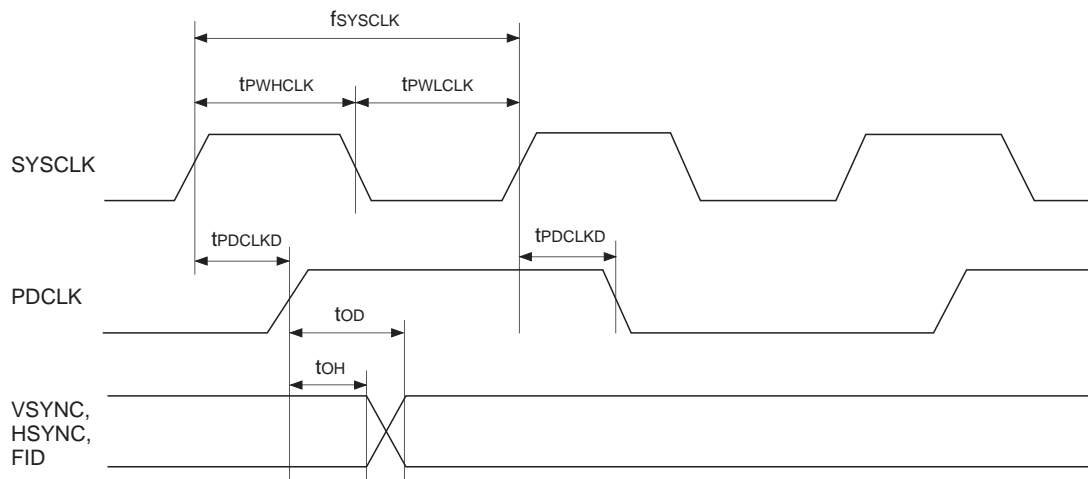 fSYSCLK
tPWHCLK
tPWLCLK
SYSCLK
tPDCLKD
tPDCLKD
PDCLK
tOD
tOH
VSYNC,
HSYNC,
FID